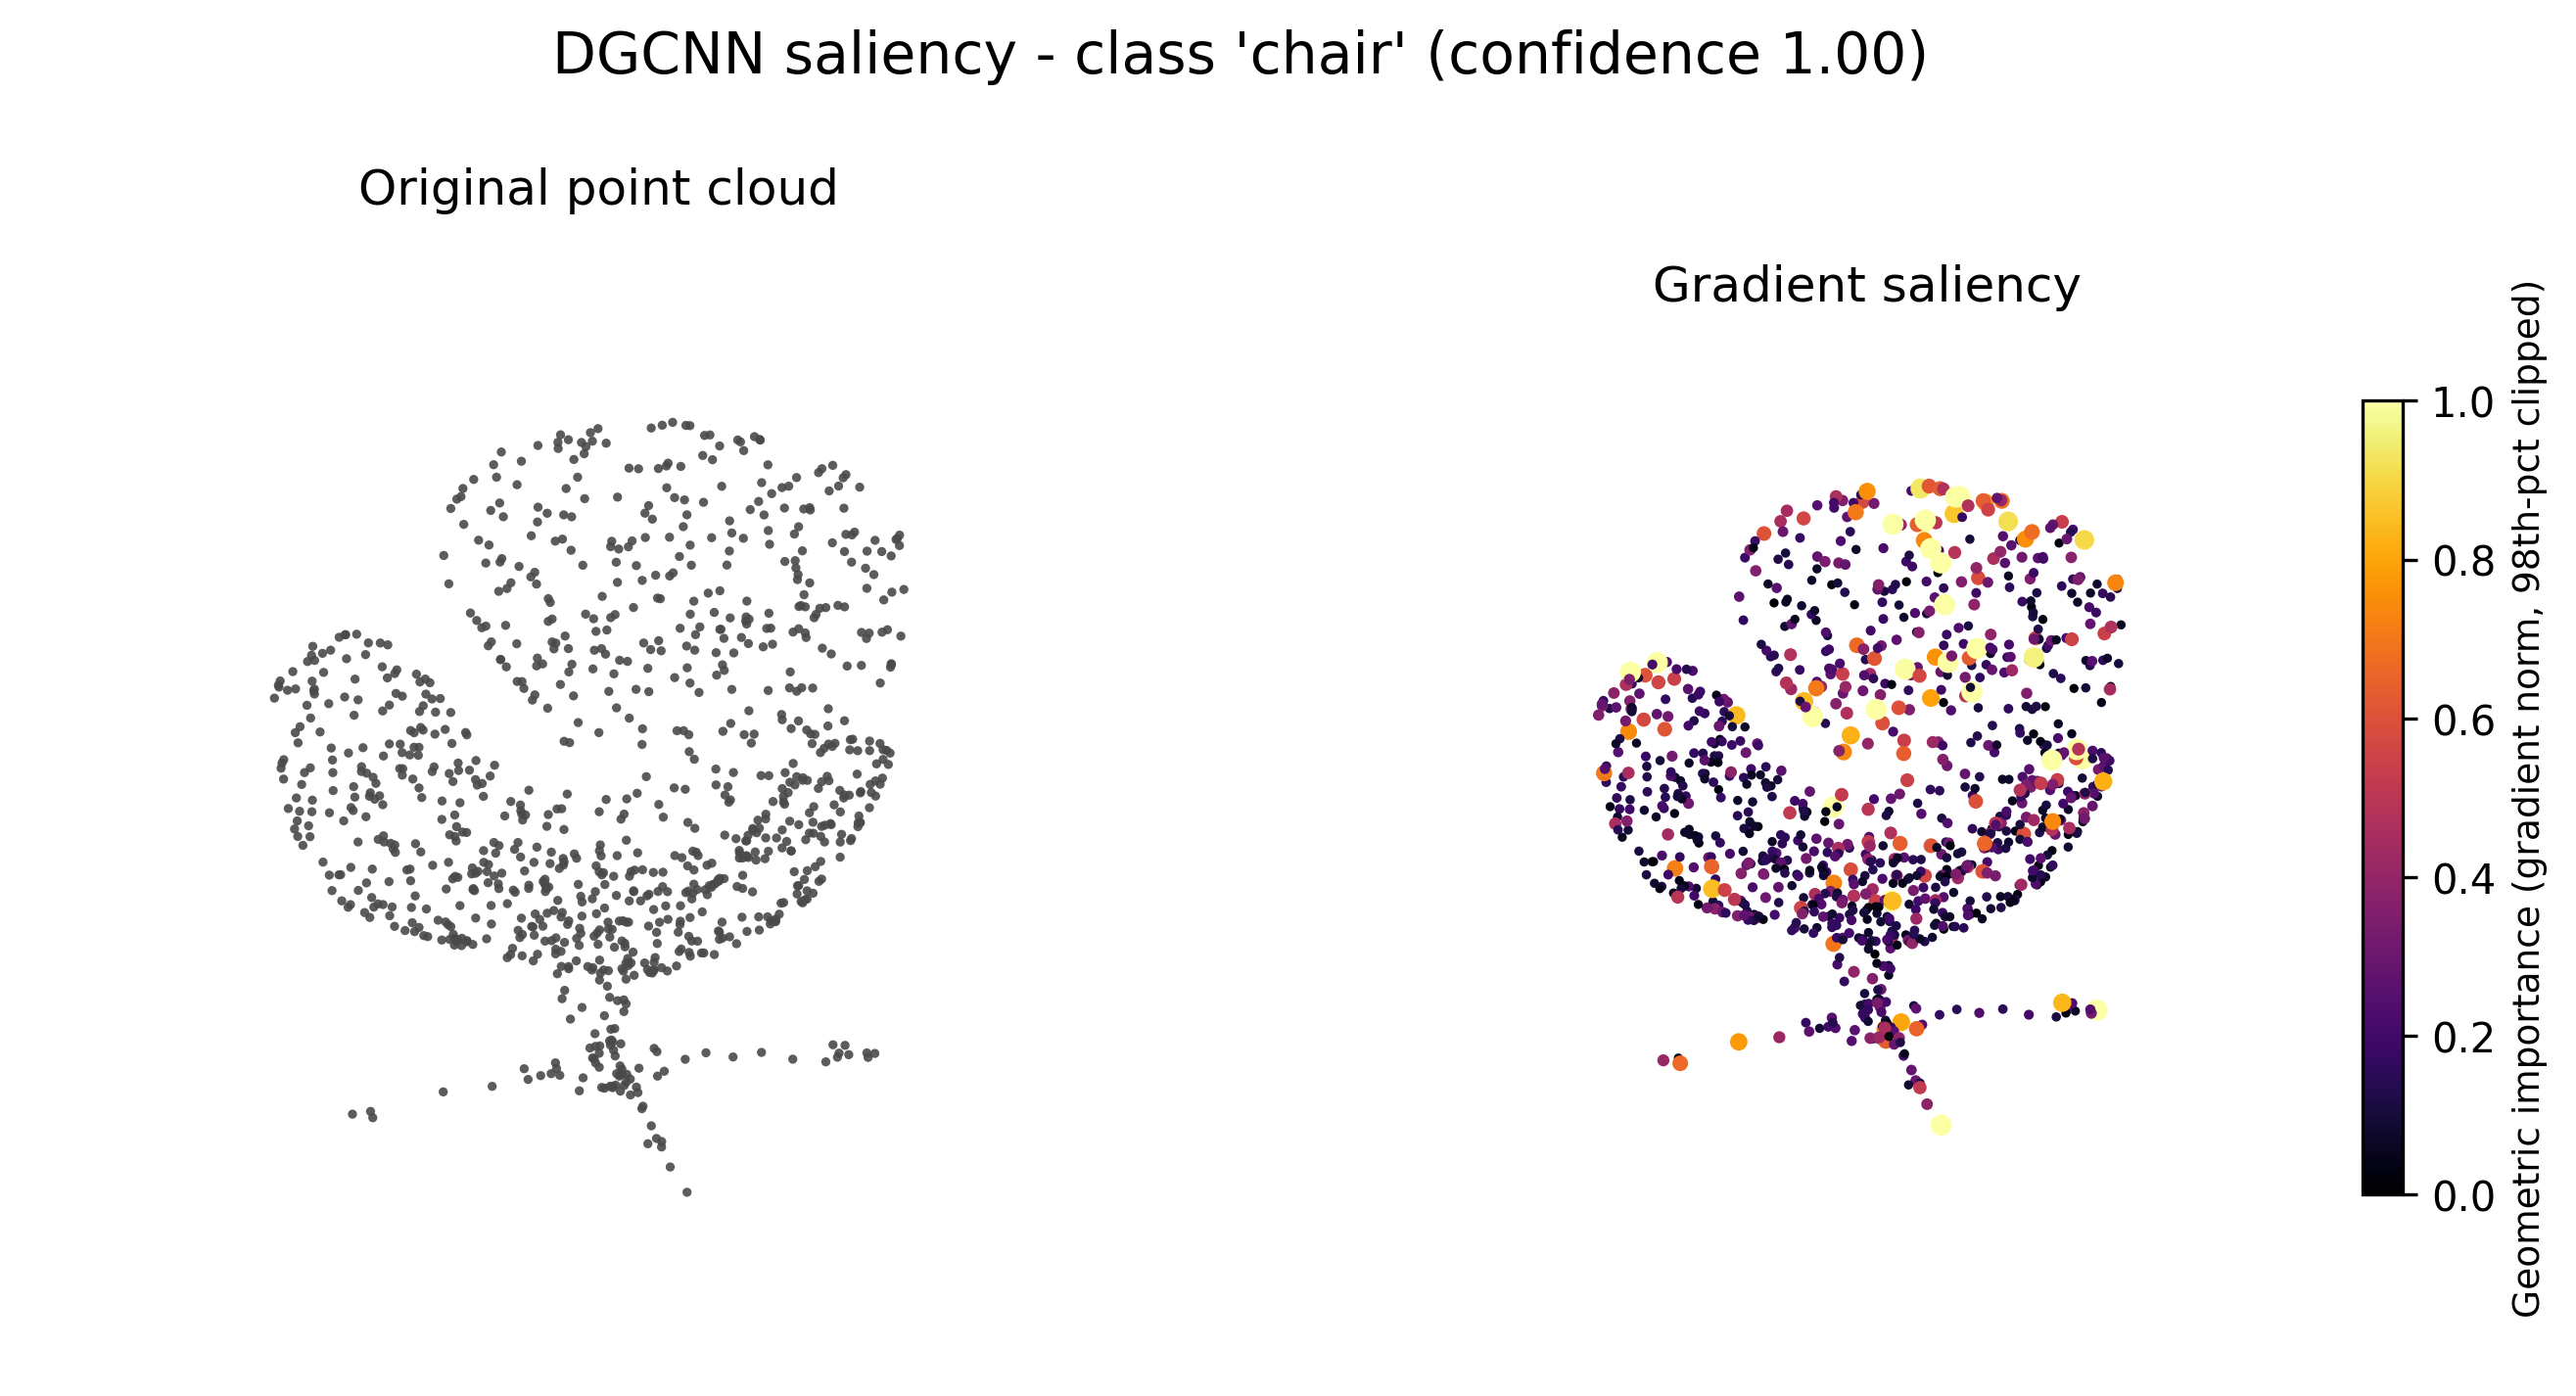 DGCNN saliency - class 'chair' (confidence 1.00)
Original point cloud
Gradient saliency
1.0
0.8
0.6
0.4
0.2
0.0
Geometric importance (gradient norm, 98th-pct clipped)